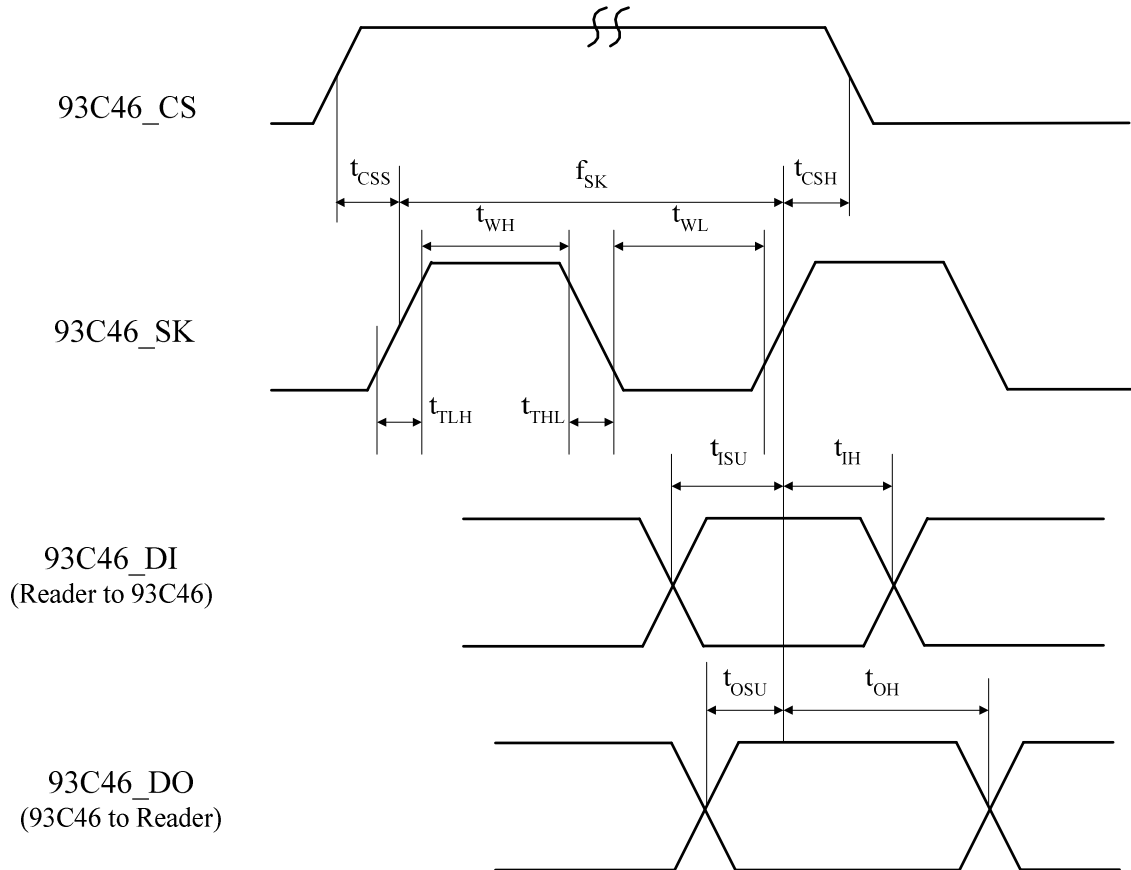 93C46_CS
tCSS
fSK
tCSH
tWH
tWL
93C46_SK
tTLH
tTHL
tISU
tIH
93C46_DI
(Reader to 93C46)
tOSU
tOH
93C46_DO
(93C46 to Reader)